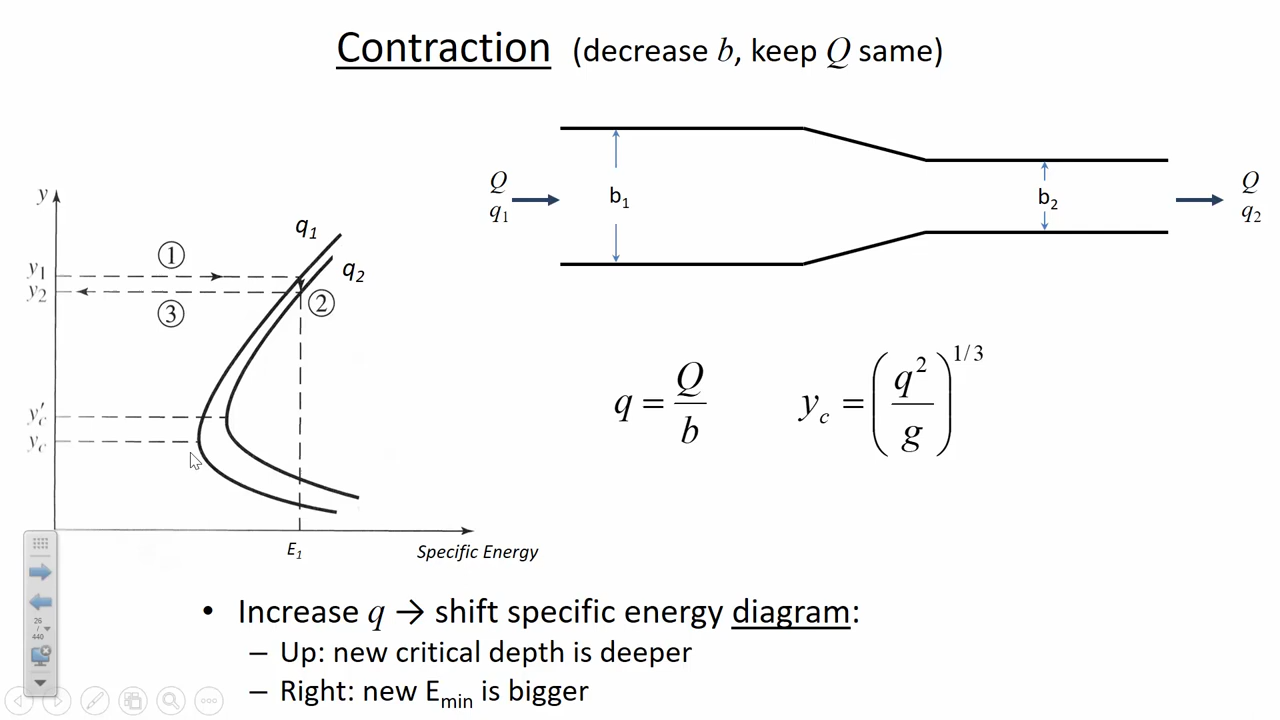 Contraction (decrease b, keep Q same)
Q
q1
b1
b2
Q
q2
y
q1
q2
y1
y2
①
②
③
y'c
yc
E1
Specific Energy
q = Q/b
yc = (q²/g)^1/3
• Increase q → shift specific energy diagram:
– Up: new critical depth is deeper
– Right: new Emin is bigger
26
/
440